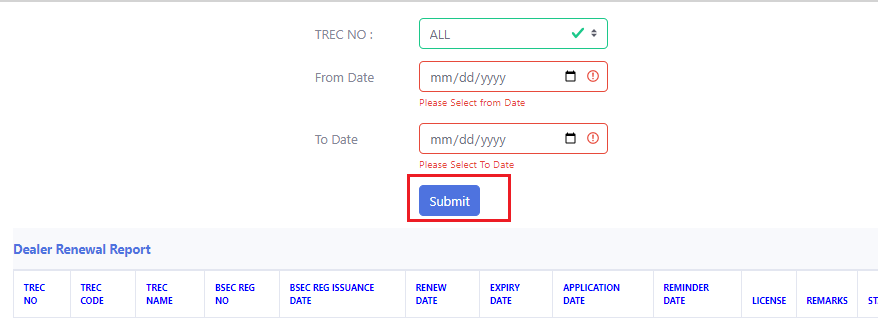 TREC NO :
ALL
From Date
mm/dd/yyyy
Please Select from Date
To Date
mm/dd/yyyy
Please Select To Date
Submit
Dealer Renewal Report
TREC NO
TREC CODE
TREC NAME
BSEC REG NO
BSEC REG ISSUANCE DATE
RENEW DATE
EXPIRY DATE
APPLICATION DATE
REMINDER DATE
LICENSE
REMARKS